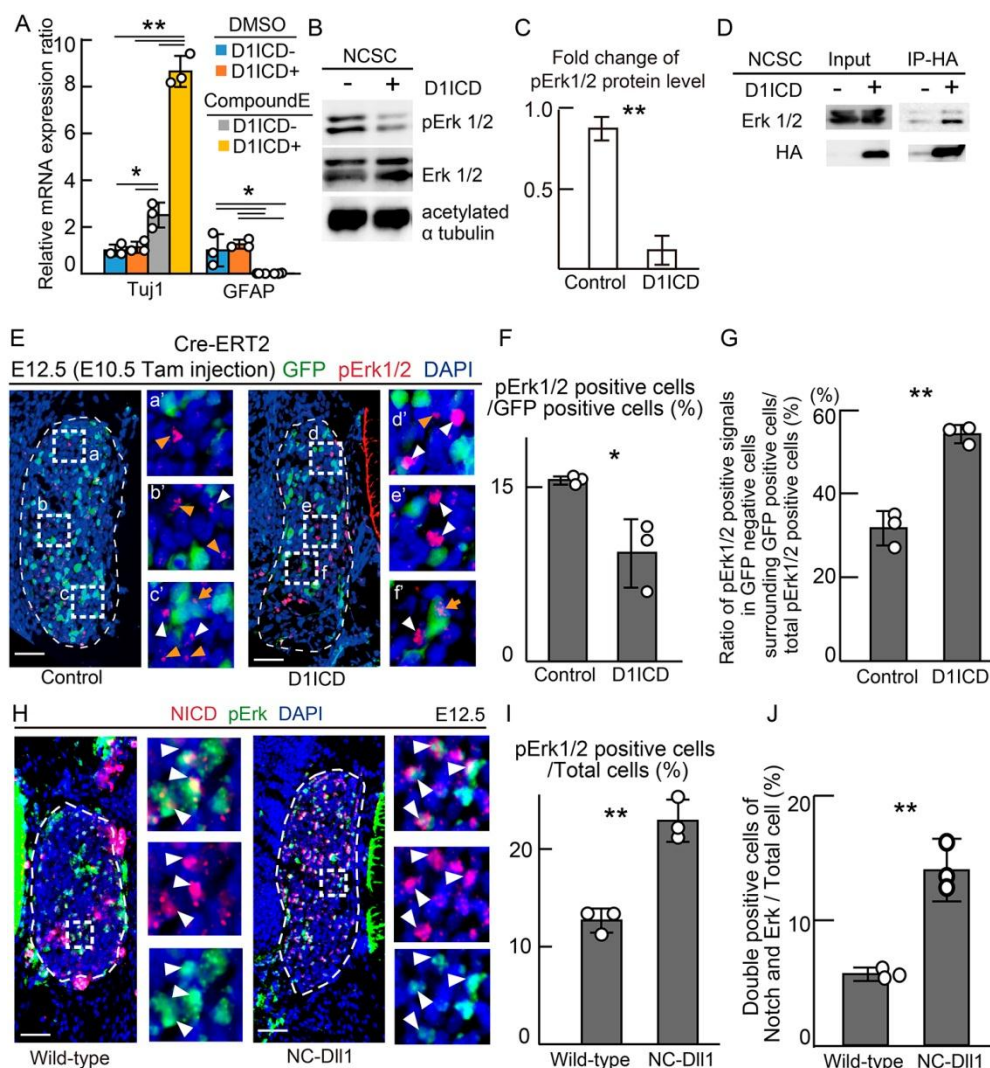 A
Relative mRNA expression ratio
10
8
6
4
2
0
**
*
*
Tuj1
GFAP
DMSO
D1ICD-
D1ICD+
CompoundE
D1ICD-
D1ICD+
B
NCSC
- + D1ICD
pErk 1/2
Erk 1/2
acetylated
α tubulin
C
Fold change of
pErk1/2 protein level
1.0
0.5
0
**
Control D1ICD
D
NCSC Input IP-HA
D1ICD - + - +
Erk 1/2
HA
E
Cre-ERT2
E12.5 (E10.5 Tam injection) GFP pErk1/2 DAPI
a
b
c
a'
b'
c'
d
e
f
d'
e'
f'
Control
D1ICD
F
pErk1/2 positive cells
/GFP positive cells (%)
15
0
*
Control D1ICD
G
Ratio of pErk1/2 positive signals
in GFP negative cells
surrounding GFP positive cells/
total pErk1/2 positive cells (%)
(%)
60
40
20
0
**
Control D1ICD
H
NICD pErk DAPI E12.5
Wild-type
NC-Dll1
I
pErk1/2 positive cells
/Total cells (%)
20
10
0
**
Wild-type NC-Dll1
J
Double positive cells of
Notch and Erk / Total cell (%)
20
10
0
**
Wild-type NC-Dll1